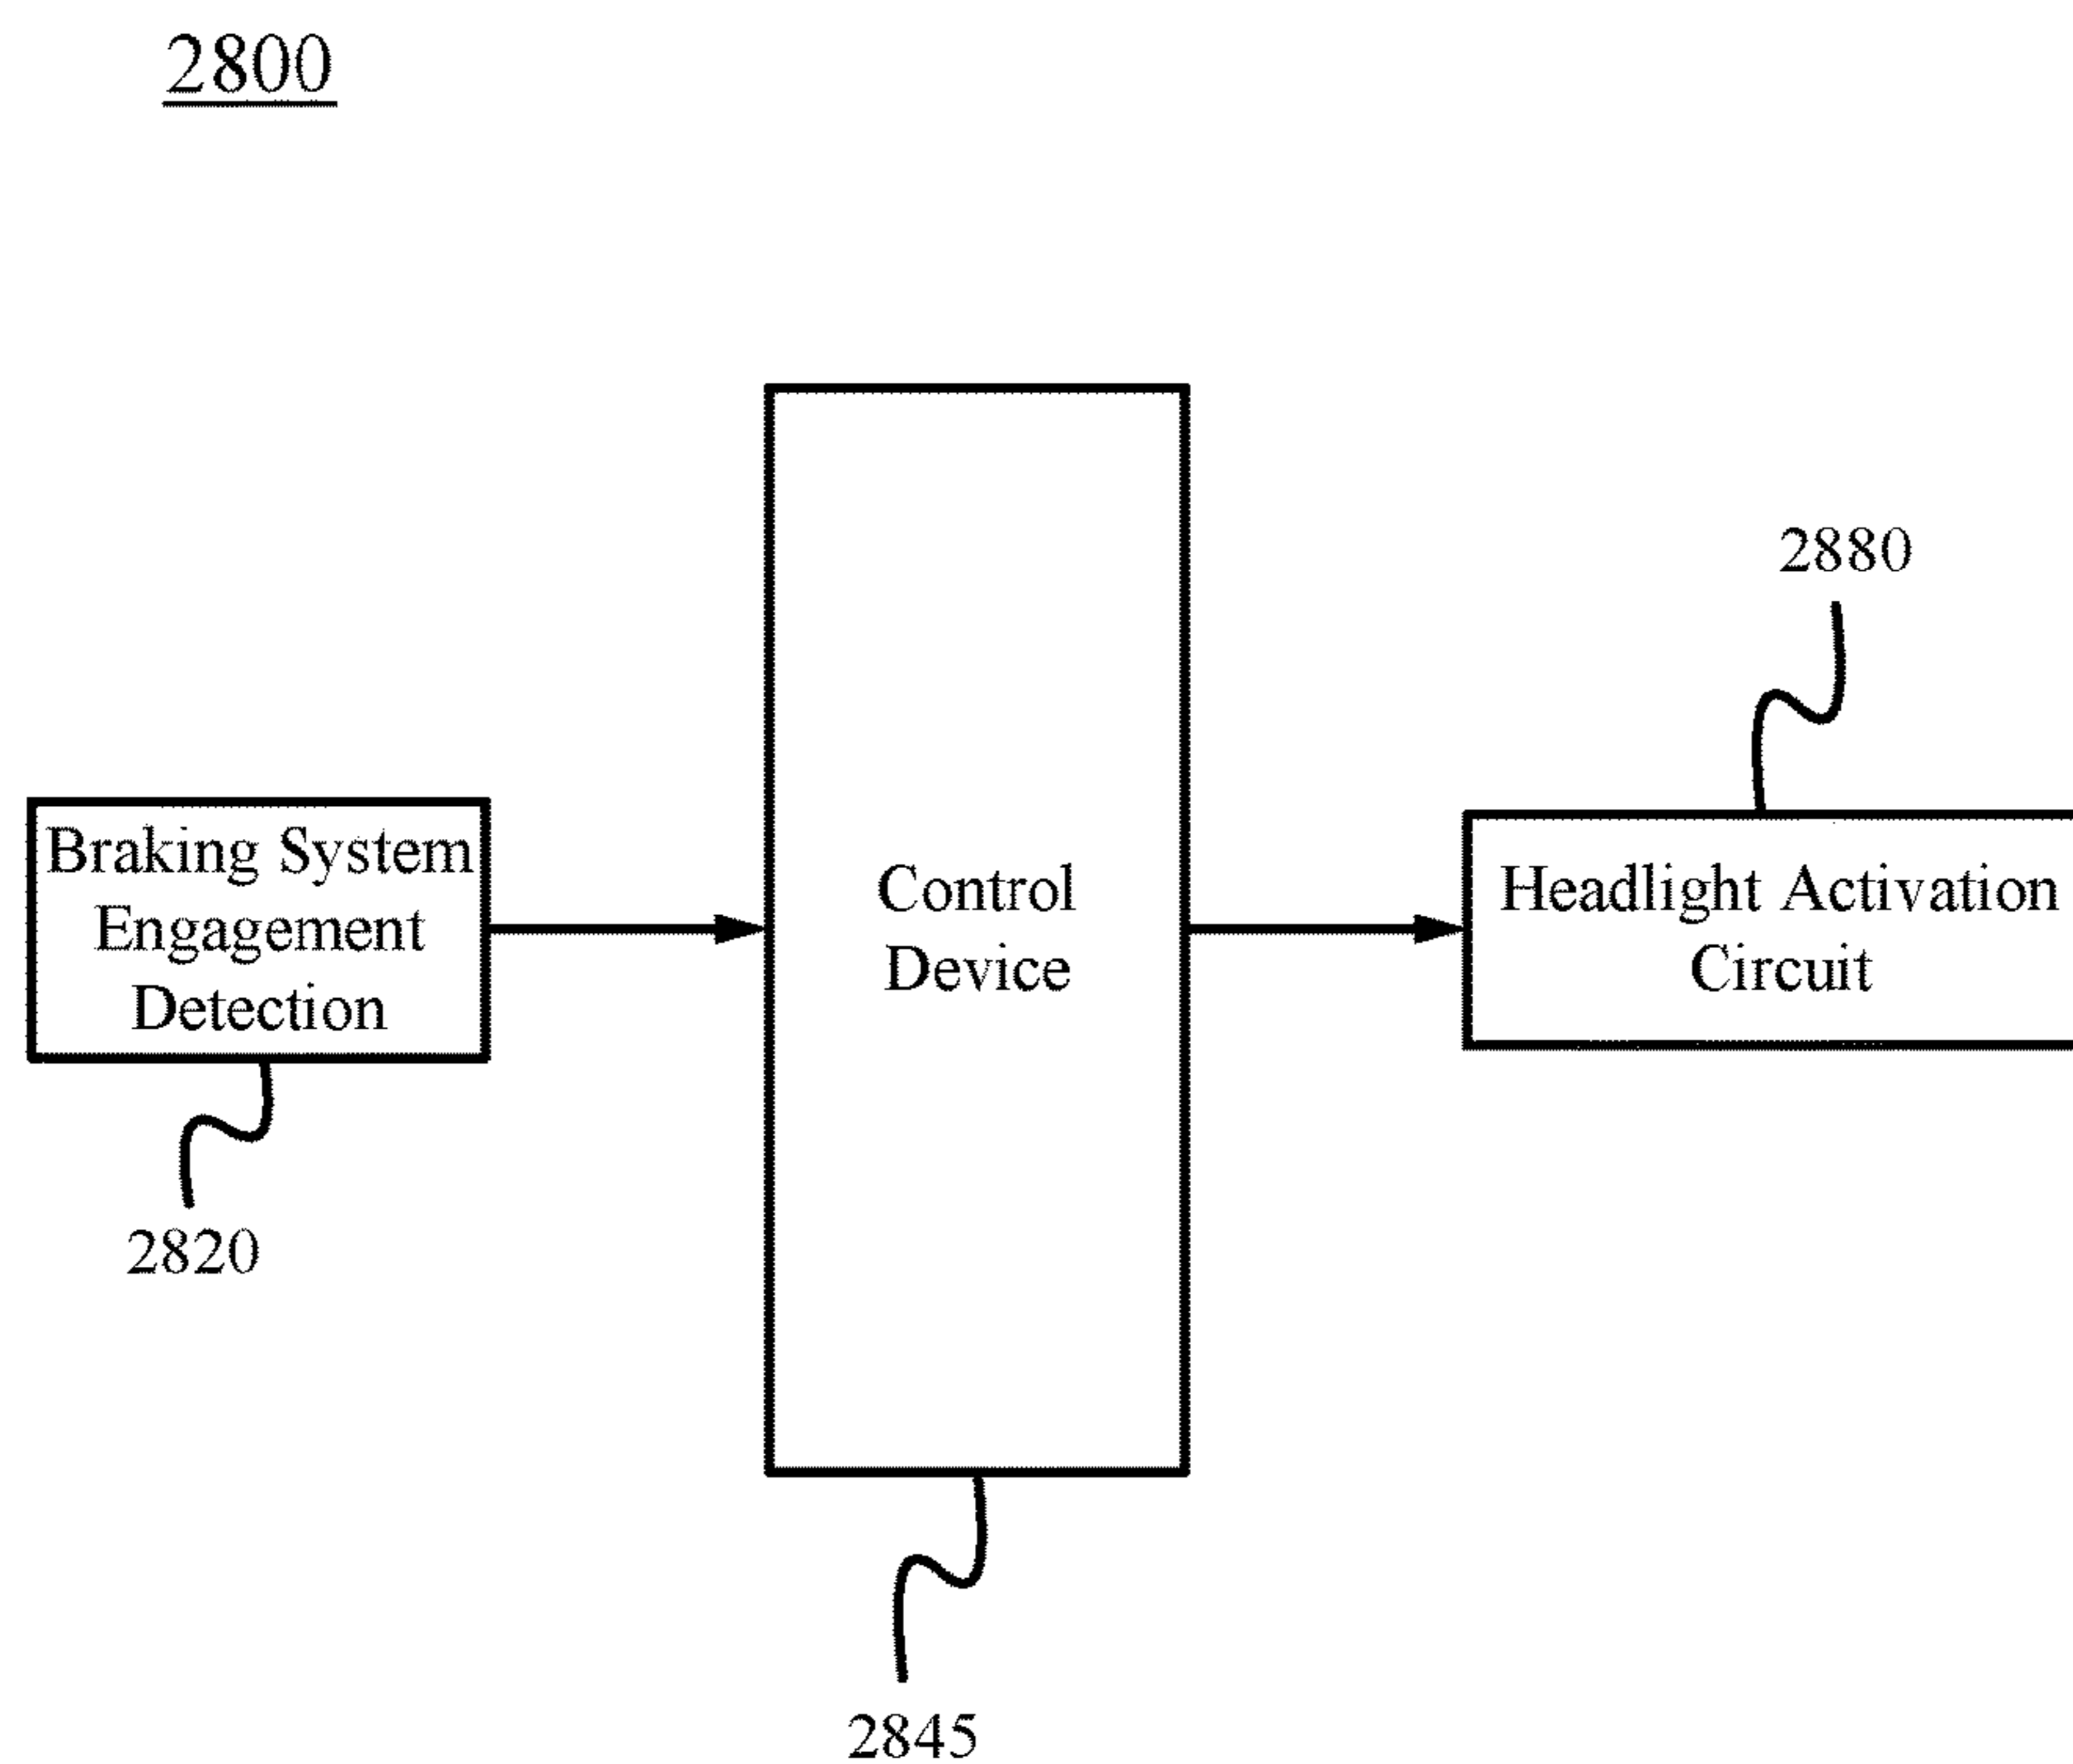 2800
2880
Braking System
Engagement
Detection
Control
Device
Headlight Activation
Circuit
2820
2845